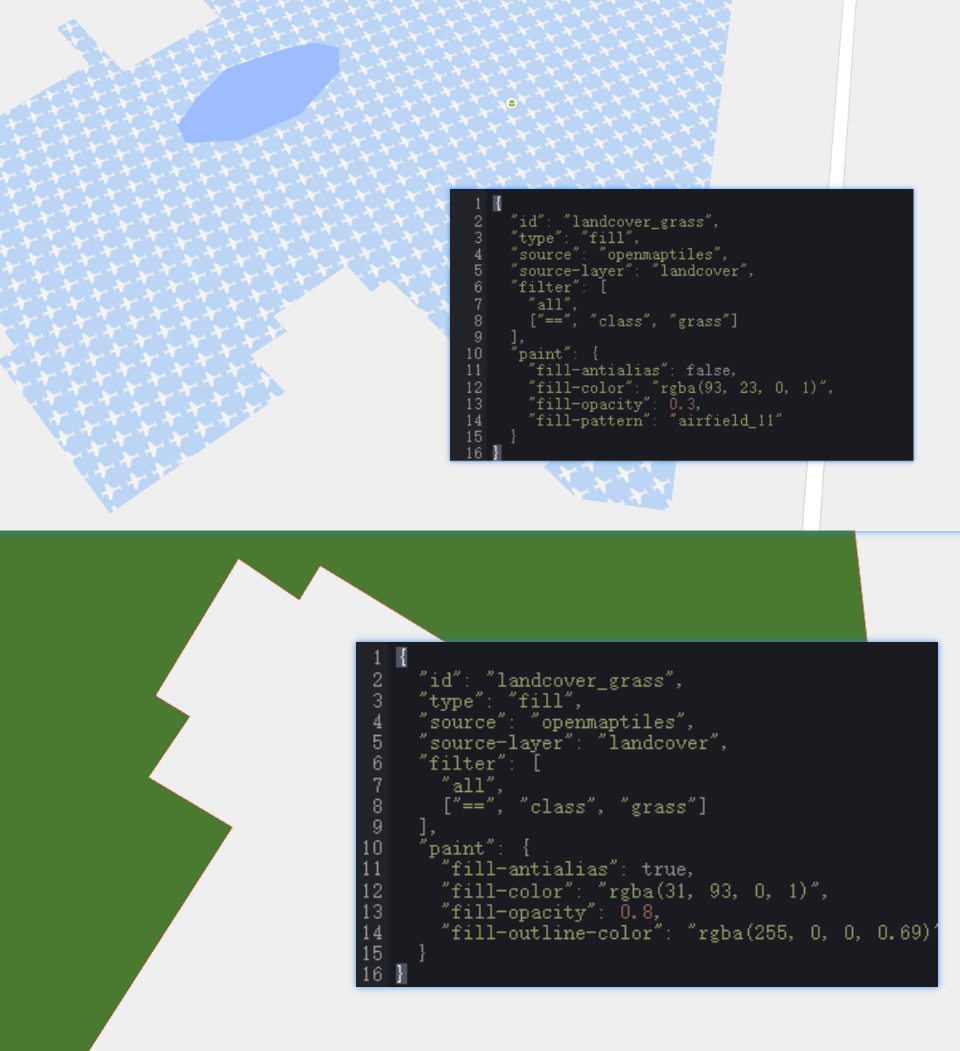 1 {
2 "id": "landcover_grass",
3 "type": "fill",
4 "source": "openmaptiles",
5 "source-layer": "landcover",
6 "filter": [
7 "all",
8 ["==", "class", "grass"]
9 ],
10 "paint": {
11 "fill-antialias": false,
12 "fill-color": "rgba(93, 23, 0, 1)",
13 "fill-opacity": 0.3,
14 "fill-pattern": "airfield_11"
15 }
16 }
1 {
2 "id": "landcover_grass",
3 "type": "fill",
4 "source": "openmaptiles",
5 "source-layer": "landcover",
6 "filter": [
7 "all",
8 ["==", "class", "grass"]
9 ],
10 "paint": {
11 "fill-antialias": true,
12 "fill-color": "rgba(31, 93, 0, 1)",
13 "fill-opacity": 0.8,
14 "fill-outline-color": "rgba(255, 0, 0, 0.69)"
15 }
16 }